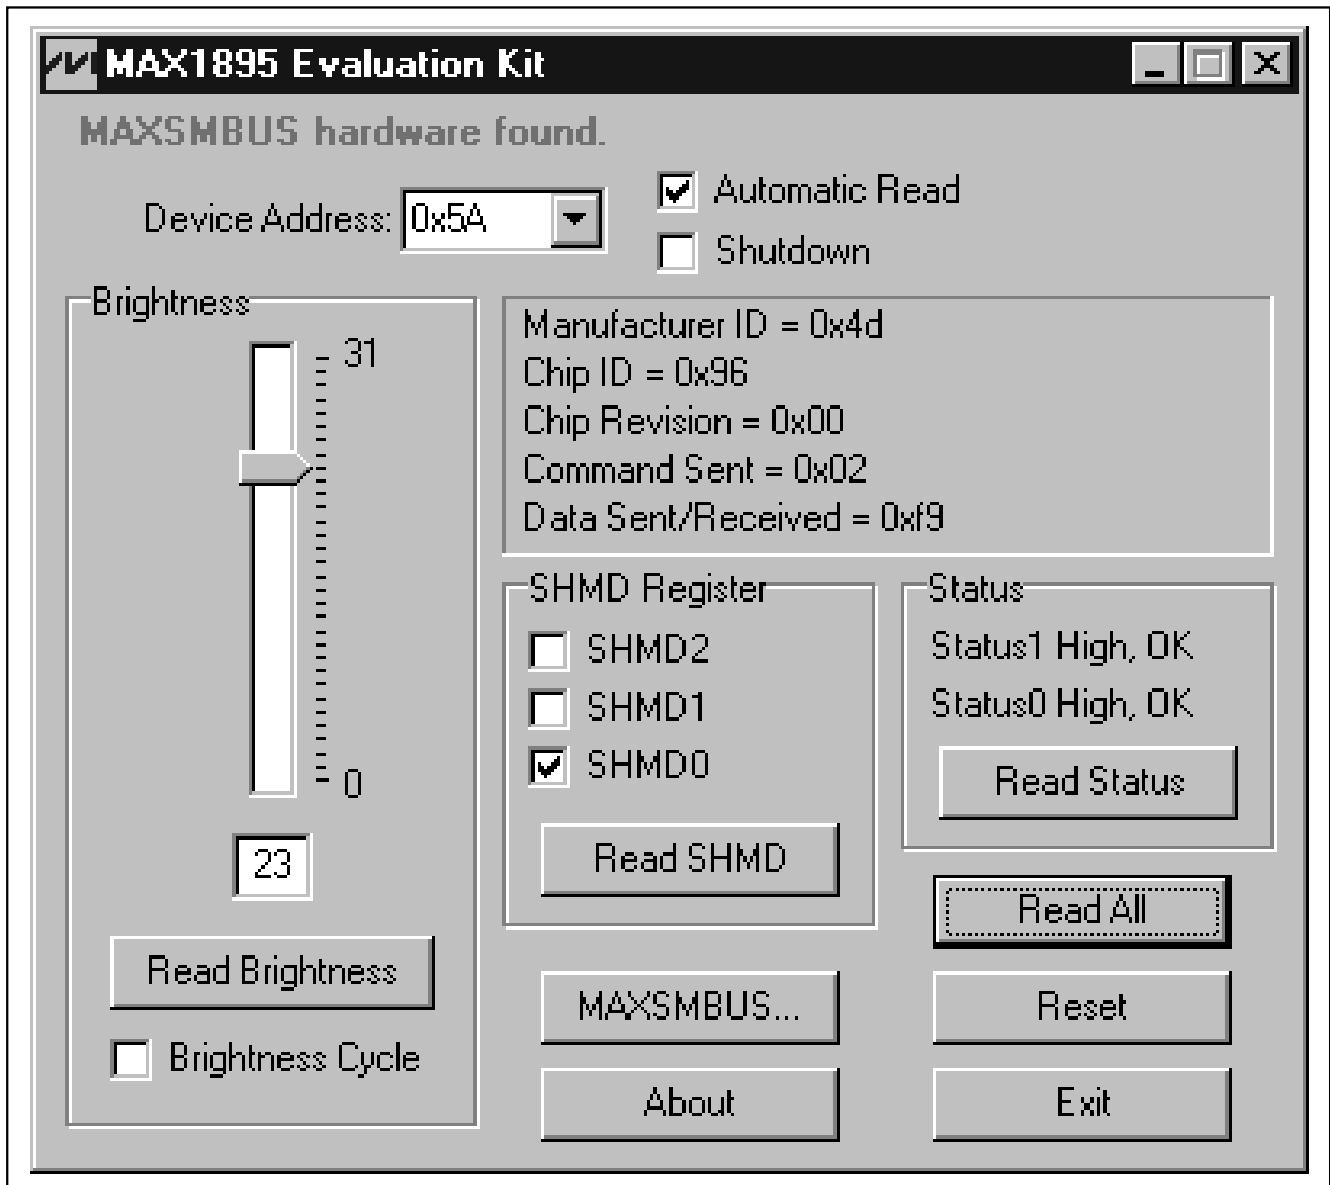 MAX1895 Evaluation Kit
MAXSMBUS hardware found.
Device Address: 0x5A
Automatic Read
Shutdown
Brightness
31
0
23
Read Brightness
Brightness Cycle
Manufacturer ID = 0x4d
Chip ID = 0x96
Chip Revision = 0x00
Command Sent = 0x02
Data Sent/Received = 0xf9
SHMD Register
SHMD2
SHMD1
SHMD0
Read SHMD
Status
Status1 High, OK
Status0 High, OK
Read Status
Read All
MAXSMBUS...
Reset
About
Exit